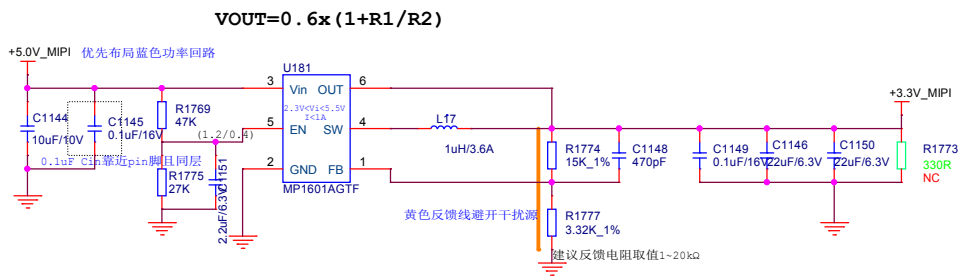 VOUT=0.6x(1+R1/R2)
+5.0V_MIPI 优先布局蓝色功率回路
U181
3 Vin OUT 6
2.3V<Vi<5.5V
I<1A
5 EN SW 4
2 GND FB 1
MP1601AGTF
C1144
10uF/10V
C1145
0.1uF/16V
0.1uF Cin靠近pin脚且同层
R1769
47K
(1.2/0.4)
R1775
27K
C1151
2.2uF/6.3V
L17
1uH/3.6A
R1774
15K_1%
C1148
470pF
黄色反馈线避开干扰源
R1777
3.32K_1%
建议反馈电阻取值1~20kΩ
C1149
0.1uF/16V
C1146
22uF/6.3V
C1150
22uF/6.3V
+3.3V_MIPI
R1773
330R
NC